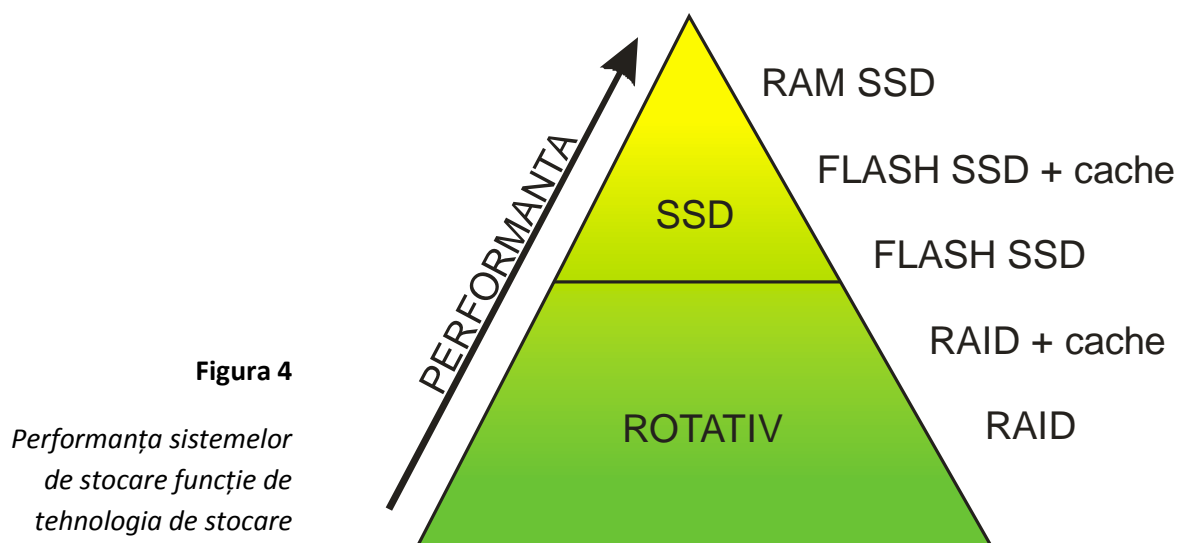 RAM SSD
FLASH SSD + cache
PERFORMANTA
SSD
FLASH SSD
RAID + cache
ROTATIV
RAID
Figura 4
Performanța sistemelor
de stocare funcție de
tehnologia de stocare